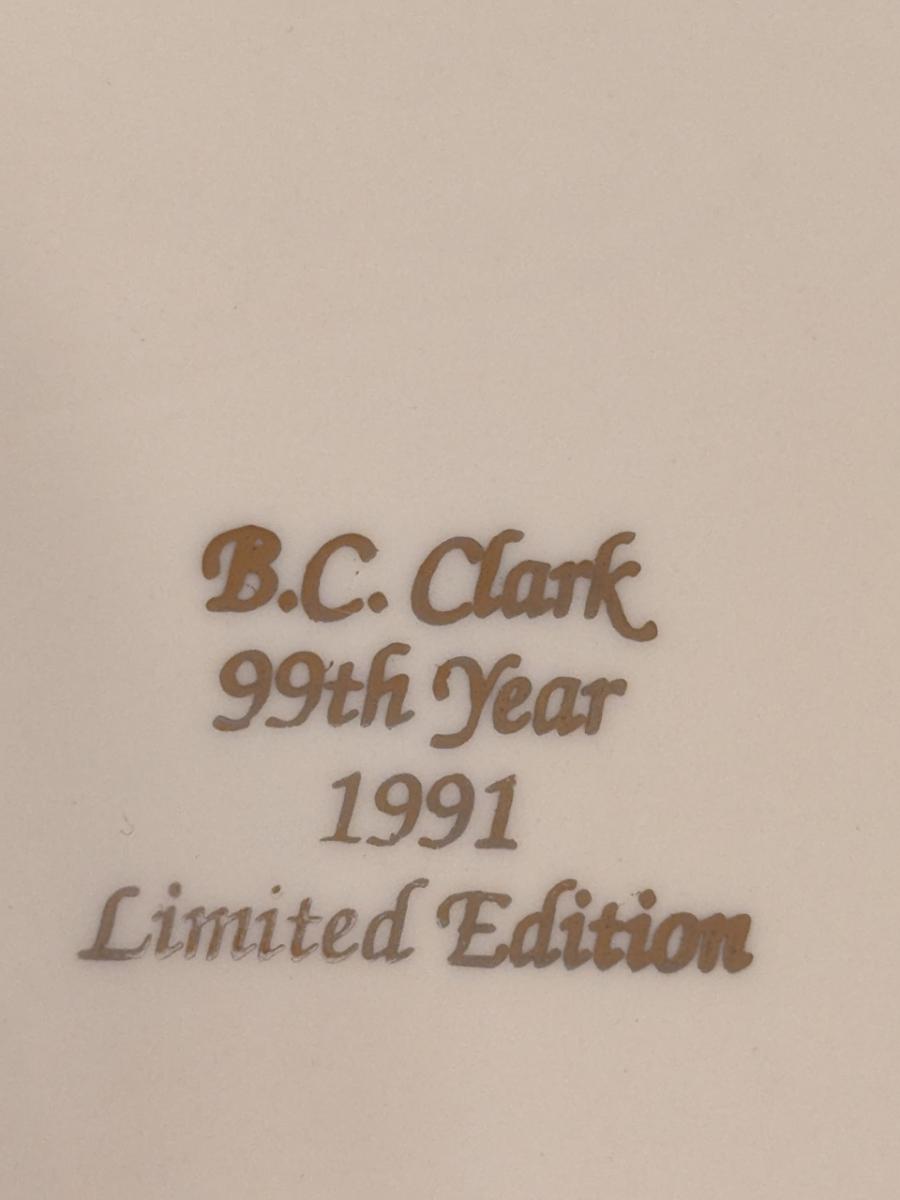 B.C. Clark
99th Year
1991
Limited Edition